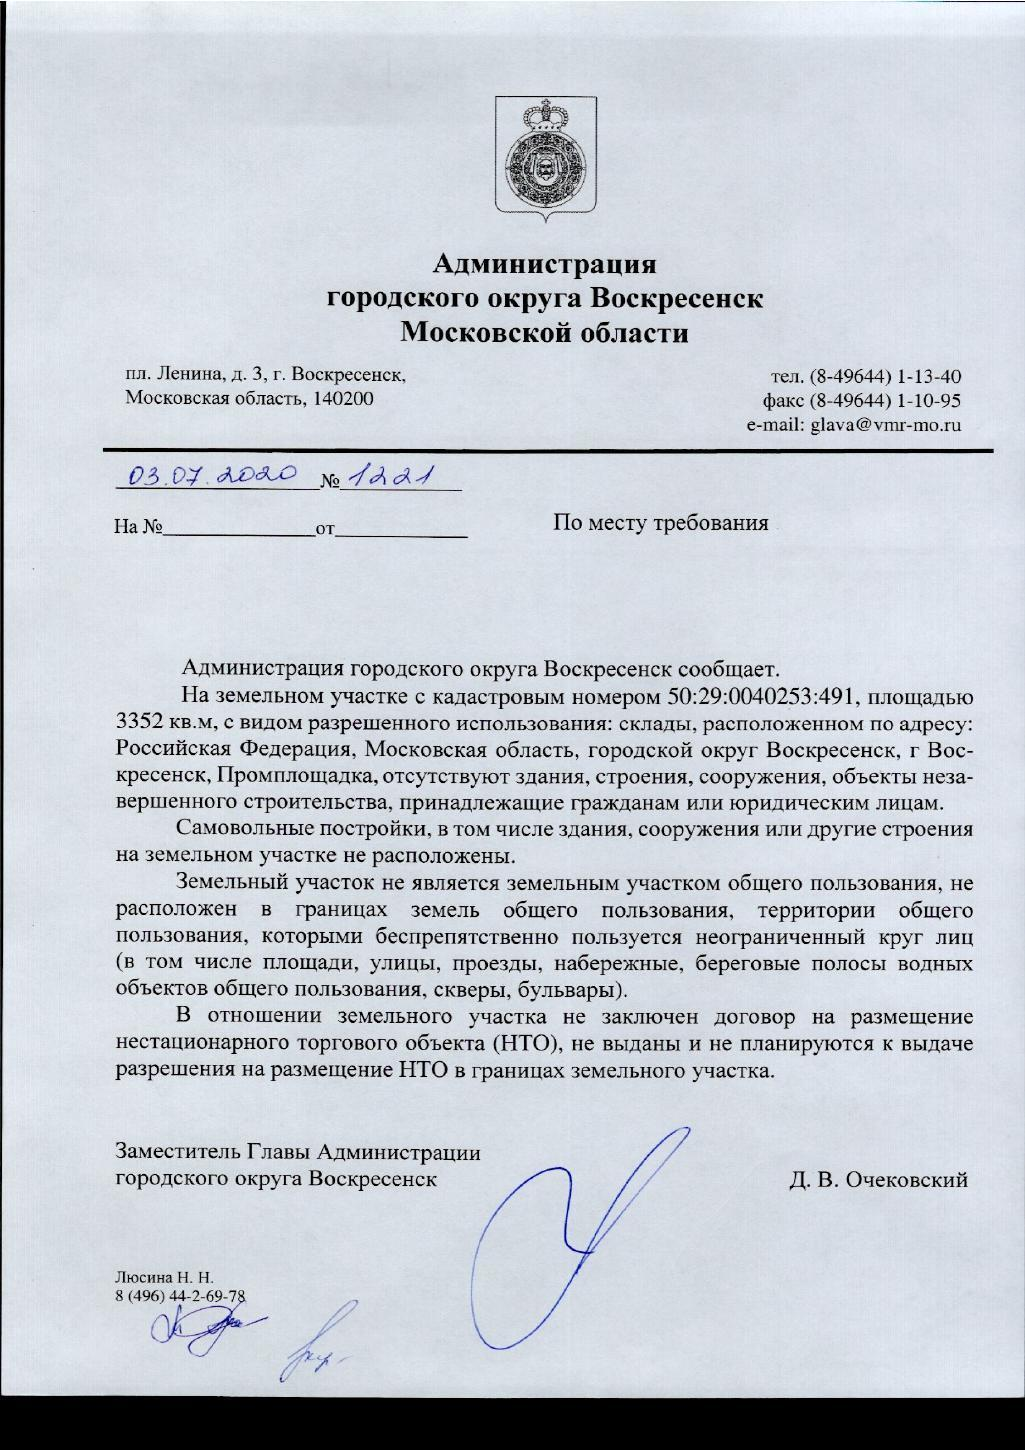 Администрация
городского округа Воскресенск
Московской области
пл. Ленина, д. 3, г. Воскресенск,
Московская область, 140200
тел. (8-49644) 1-13-40
факс (8-49644) 1-10-95
e-mail: glava@vmr-mo.ru
03.07.2020 № 1221
На №______________от____________
По месту требования
Администрация городского округа Воскресенск сообщает.
На земельном участке с кадастровым номером 50:29:0040253:491, площадью
3352 кв.м, с видом разрешенного использования: склады, расположенном по адресу:
Российская Федерация, Московская область, городской округ Воскресенск, г Вос-
кресенск, Промплощадка, отсутствуют здания, строения, сооружения, объекты неза-
вершенного строительства, принадлежащие гражданам или юридическим лицам.
Самовольные постройки, в том числе здания, сооружения или другие строения
на земельном участке не расположены.
Земельный участок не является земельным участком общего пользования, не
расположен в границах земель общего пользования, территории общего
пользования, которыми беспрепятственно пользуется неограниченный круг лиц
(в том числе площади, улицы, проезды, набережные, береговые полосы водных
объектов общего пользования, скверы, бульвары).
В отношении земельного участка не заключен договор на размещение
нестационарного торгового объекта (НТО), не выданы и не планируются к выдаче
разрешения на размещение НТО в границах земельного участка.
Заместитель Главы Администрации
городского округа Воскресенск
Д. В. Очековский
Люсина Н. Н.
8 (496) 44-2-69-78